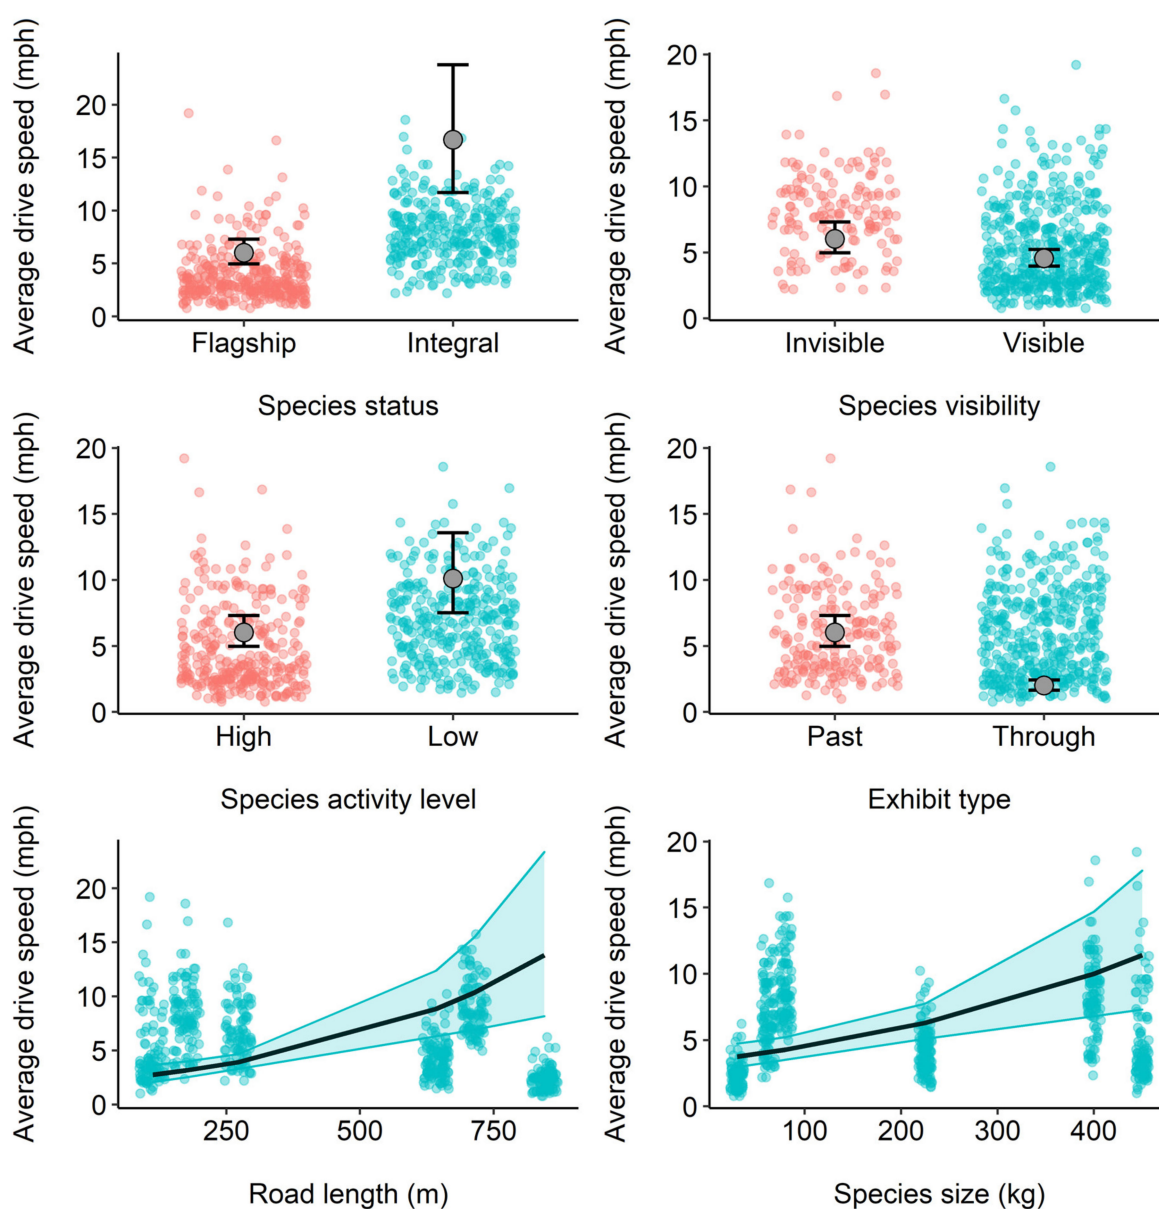 Average drive speed (mph)
20
15
10
5
0
Flagship Integral
Species status
Average drive speed (mph)
20
15
10
5
0
Invisible Visible
Species visibility
Average drive speed (mph)
20
15
10
5
0
High Low
Species activity level
Average drive speed (mph)
20
15
10
5
0
Past Through
Exhibit type
Average drive speed (mph)
20
15
10
5
0
250 500 750
Road length (m)
Average drive speed (mph)
20
15
10
5
0
100 200 300 400
Species size (kg)